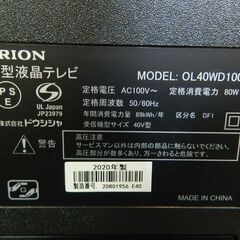 ORION
型液晶テレビ
MODEL: OL40WD100
PS
E
UL Japan
JP23979
定格電圧 AC100V～ 定格消費電力 80W
定格周波数 50/60Hz
年間消費電力量 89kWh/年 区分名 DF1
受信機型サイズ 40V型
警告
高圧注意
サービスマン以外の方は、裏ぶたをあけないでください。
内部には高電圧部分が数多くあり、万一さわると危険です。
株式会社 ドウシシャ
2020年製
製造番号 20801956 E40
MADE IN CHINA